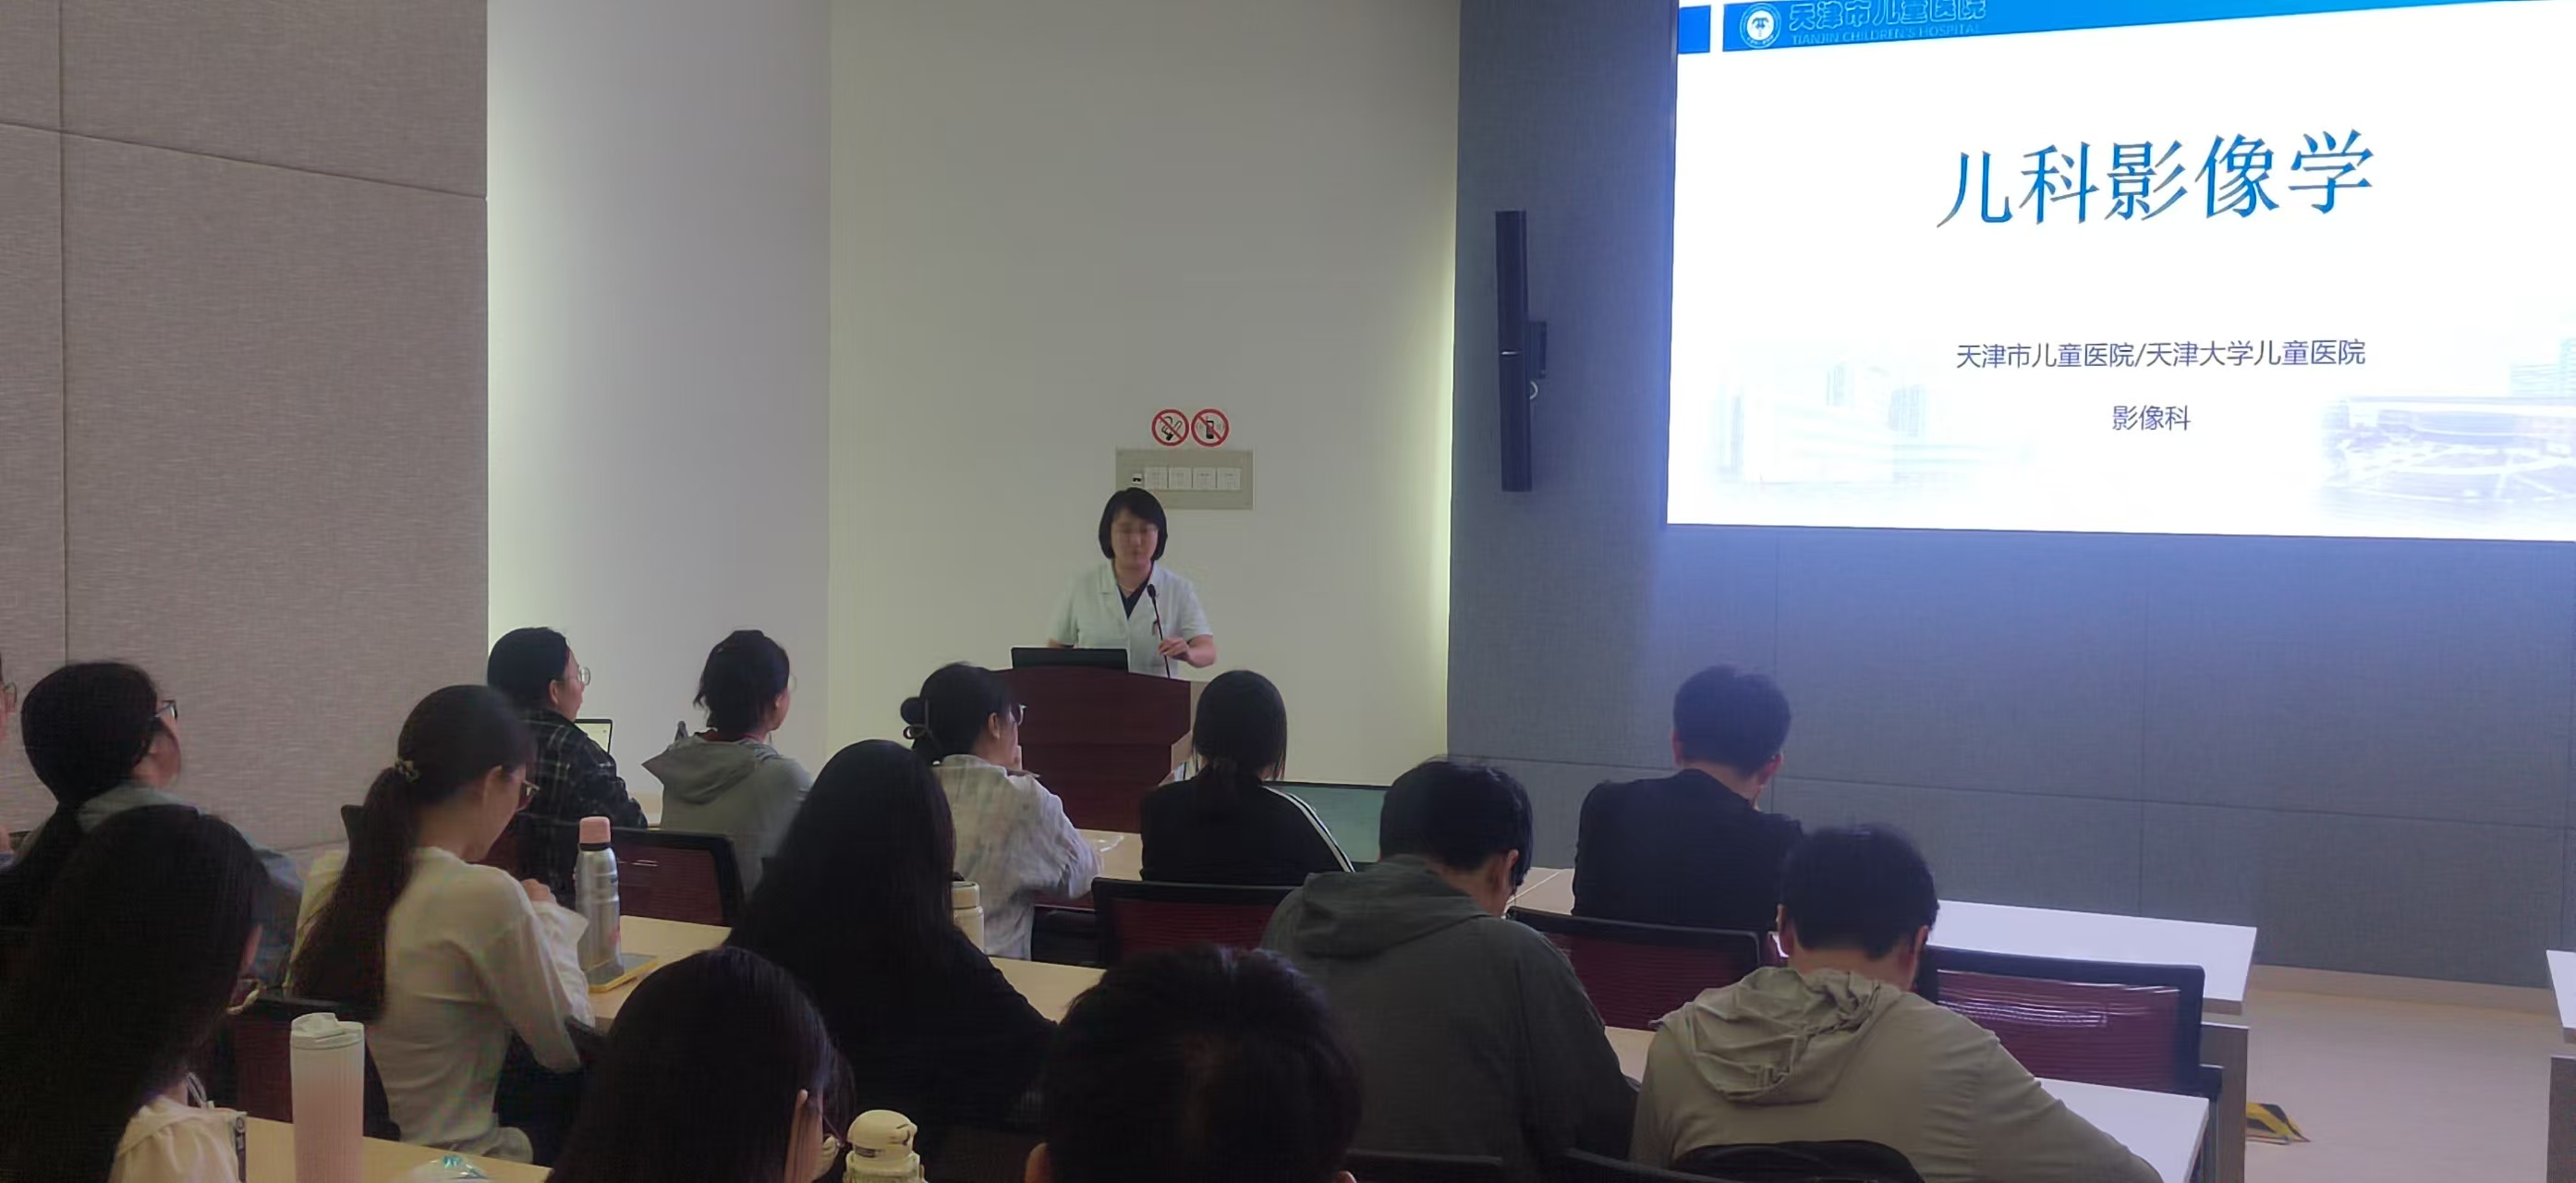 天津市儿童医院
TIANJIN CHILDREN'S HOSPITAL
儿科影像学
天津市儿童医院/天津大学儿童医院
影像科